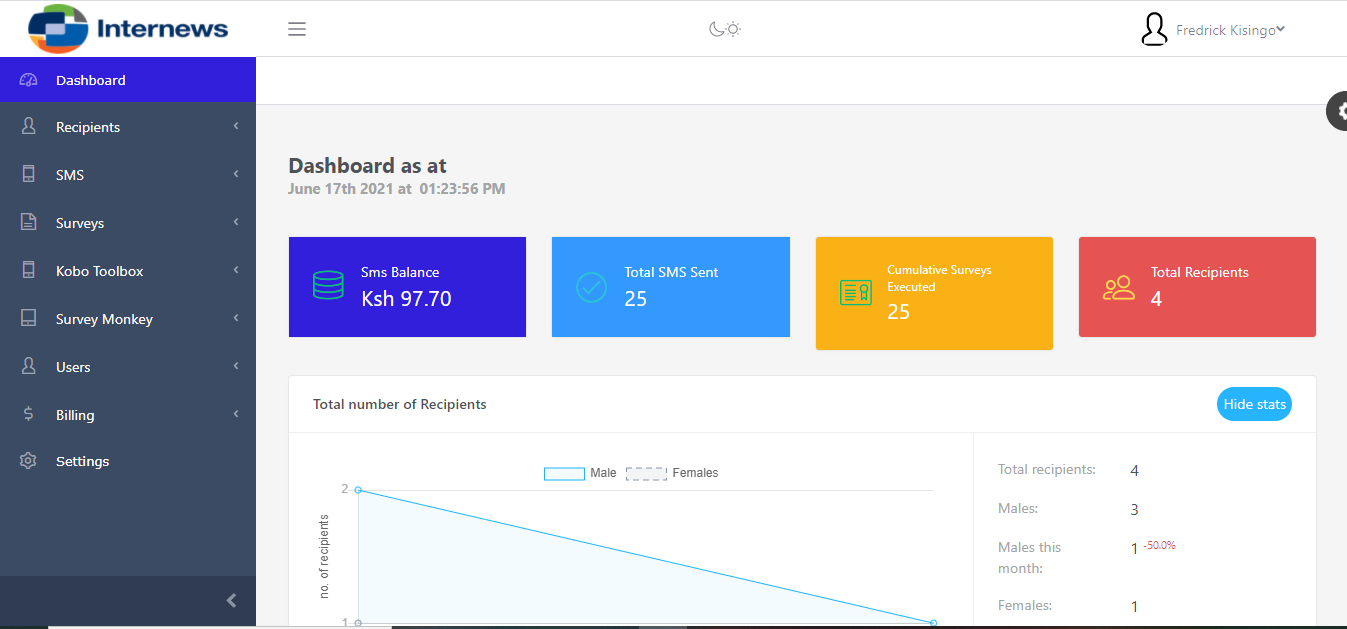 Internews
Fredrick Kisingo
Dashboard
Recipients
SMS
Surveys
Kobo Toolbox
Survey Monkey
Users
Billing
Settings
Dashboard as at
June 17th 2021 at 01:23:56 PM
Sms Balance
Ksh 97.70
Total SMS Sent
25
Cumulative Surveys
Executed
25
Total Recipients
4
Total number of Recipients
Hide stats
Male Females
2
no. of recipients
1
Total recipients: 4
Males: 3
Males this
month: 1 -50.0%
Females: 1